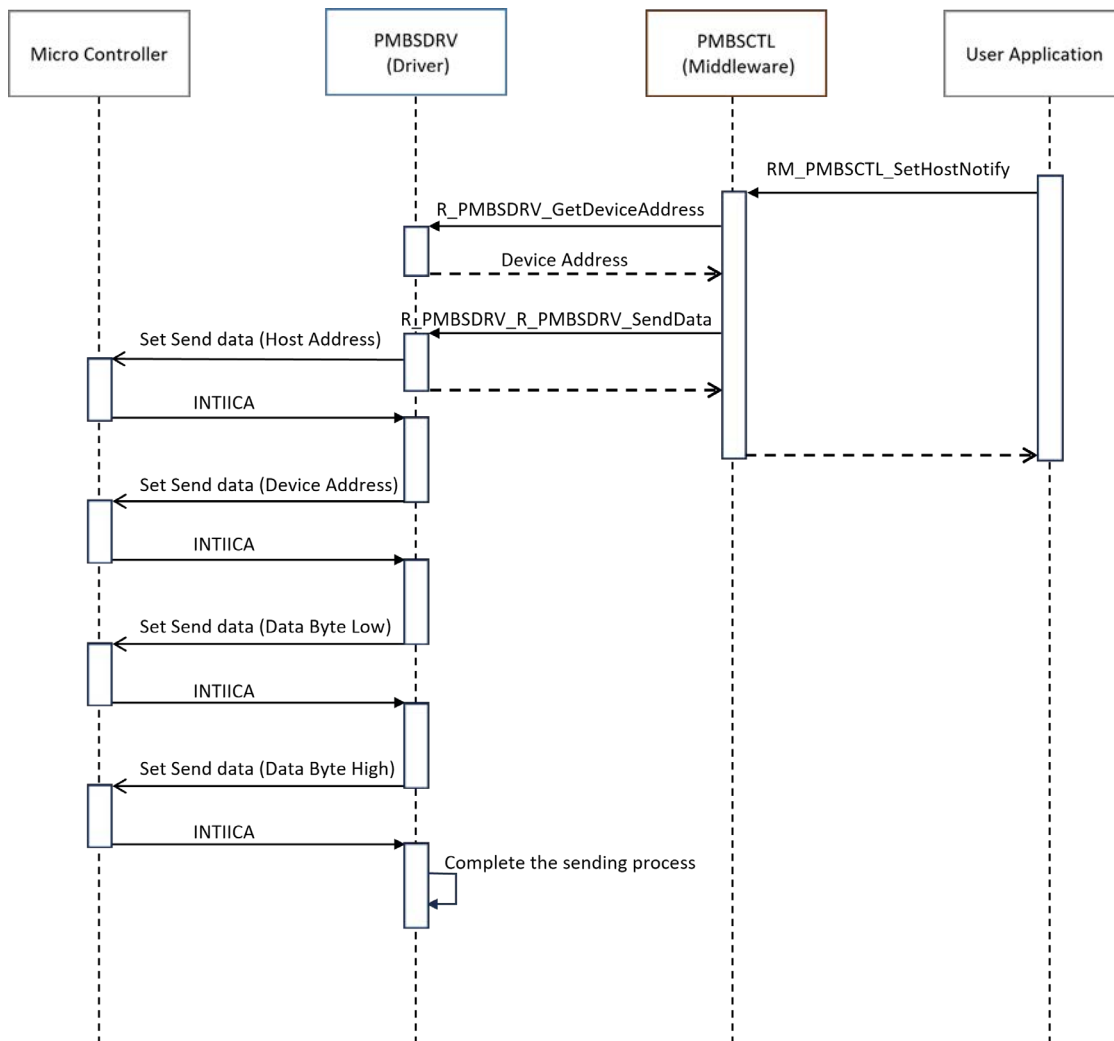 Micro Controller
PMBSDRV
(Driver)
PMBSCTL
(Middleware)
User Application
RM_PMBSCTL_SetHostNotify
R_PMBSDRV_GetDeviceAddress
Device Address
R_PMBSDRV_R_PMBSDRV_SendData
Set Send data (Host Address)
INTIICA
Set Send data (Device Address)
INTIICA
Set Send data (Data Byte Low)
INTIICA
Set Send data (Data Byte High)
INTIICA
Complete the sending process